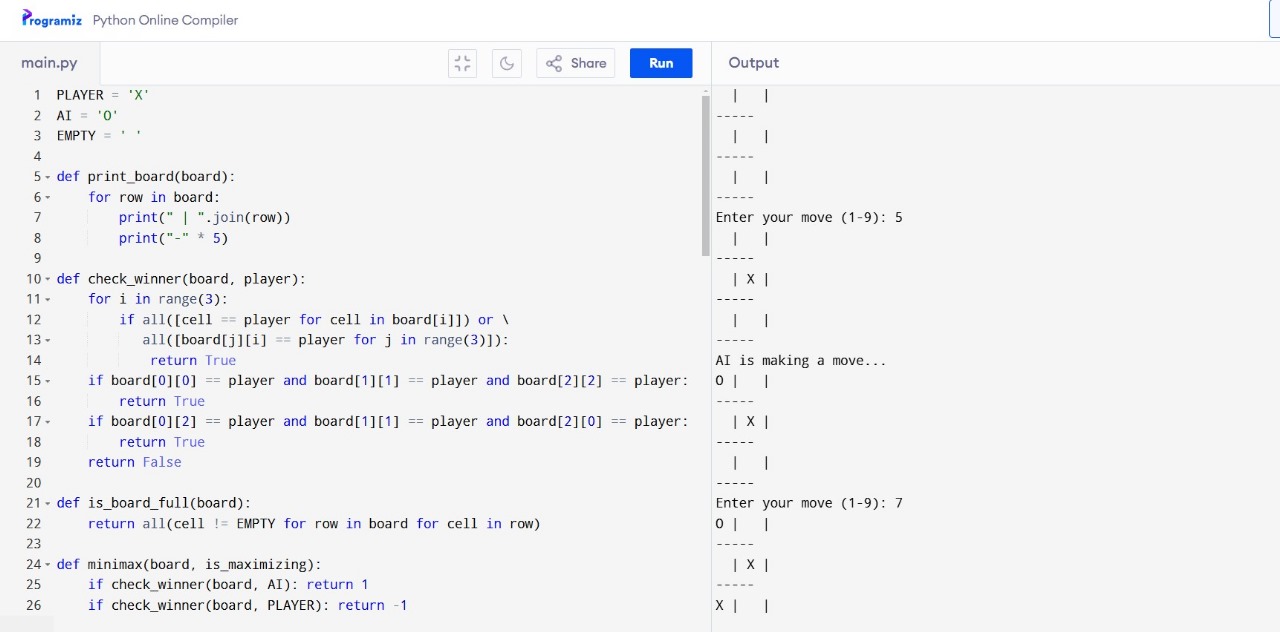 Programiz Python Online Compiler
main.py
Share
Run
Output
1 PLAYER = 'X'
2 AI = 'O'
3 EMPTY = ' '
4
5 def print_board(board):
6     for row in board:
7         print(" | ".join(row))
8         print("-" * 5)
9
10 def check_winner(board, player):
11     for i in range(3):
12         if all([cell == player for cell in board[i]]) or \
13            all([board[j][i] == player for j in range(3)]):
14             return True
15     if board[0][0] == player and board[1][1] == player and board[2][2] == player:
16         return True
17     if board[0][2] == player and board[1][1] == player and board[2][0] == player:
18         return True
19     return False
20
21 def is_board_full(board):
22     return all(cell != EMPTY for row in board for cell in row)
23
24 def minimax(board, is_maximizing):
25     if check_winner(board, AI): return 1
26     if check_winner(board, PLAYER): return -1
  |   |
-----
  |   |
-----
  |   |
-----
Enter your move (1-9): 5
  |   |
-----
  | X |
-----
  |   |
-----
AI is making a move...
O |   |
-----
  | X |
-----
  |   |
-----
Enter your move (1-9): 7
O |   |
-----
  | X |
-----
X |   |